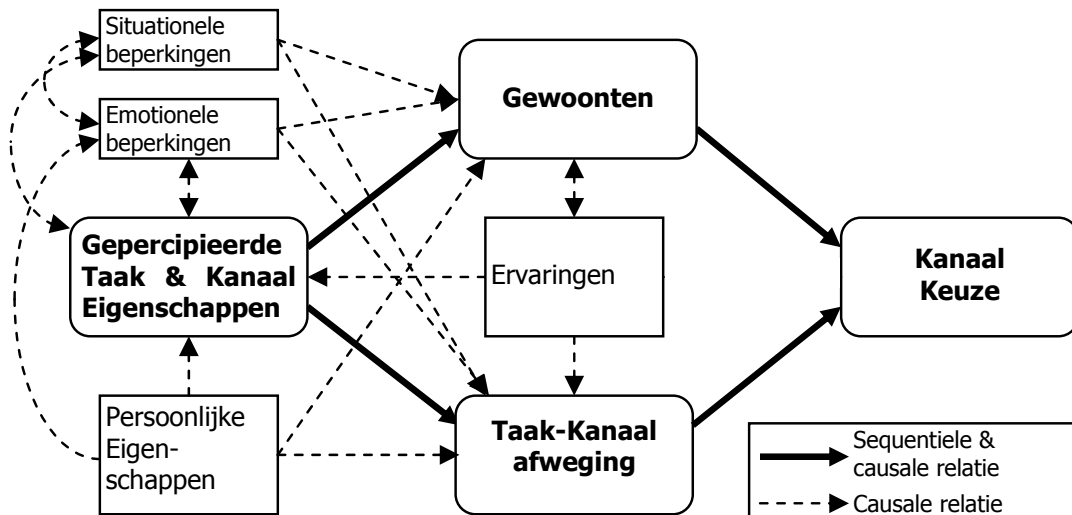 Situationele
beperkingen
Emotionele
beperkingen
Gewoonten
Gepercipieerde
Taak & Kanaal
Eigenschappen
Ervaringen
Kanaal
Keuze
Persoonlijke
Eigen-
schappen
Taak-Kanaal
afweging
Sequentiele &
causale relatie
Causale relatie